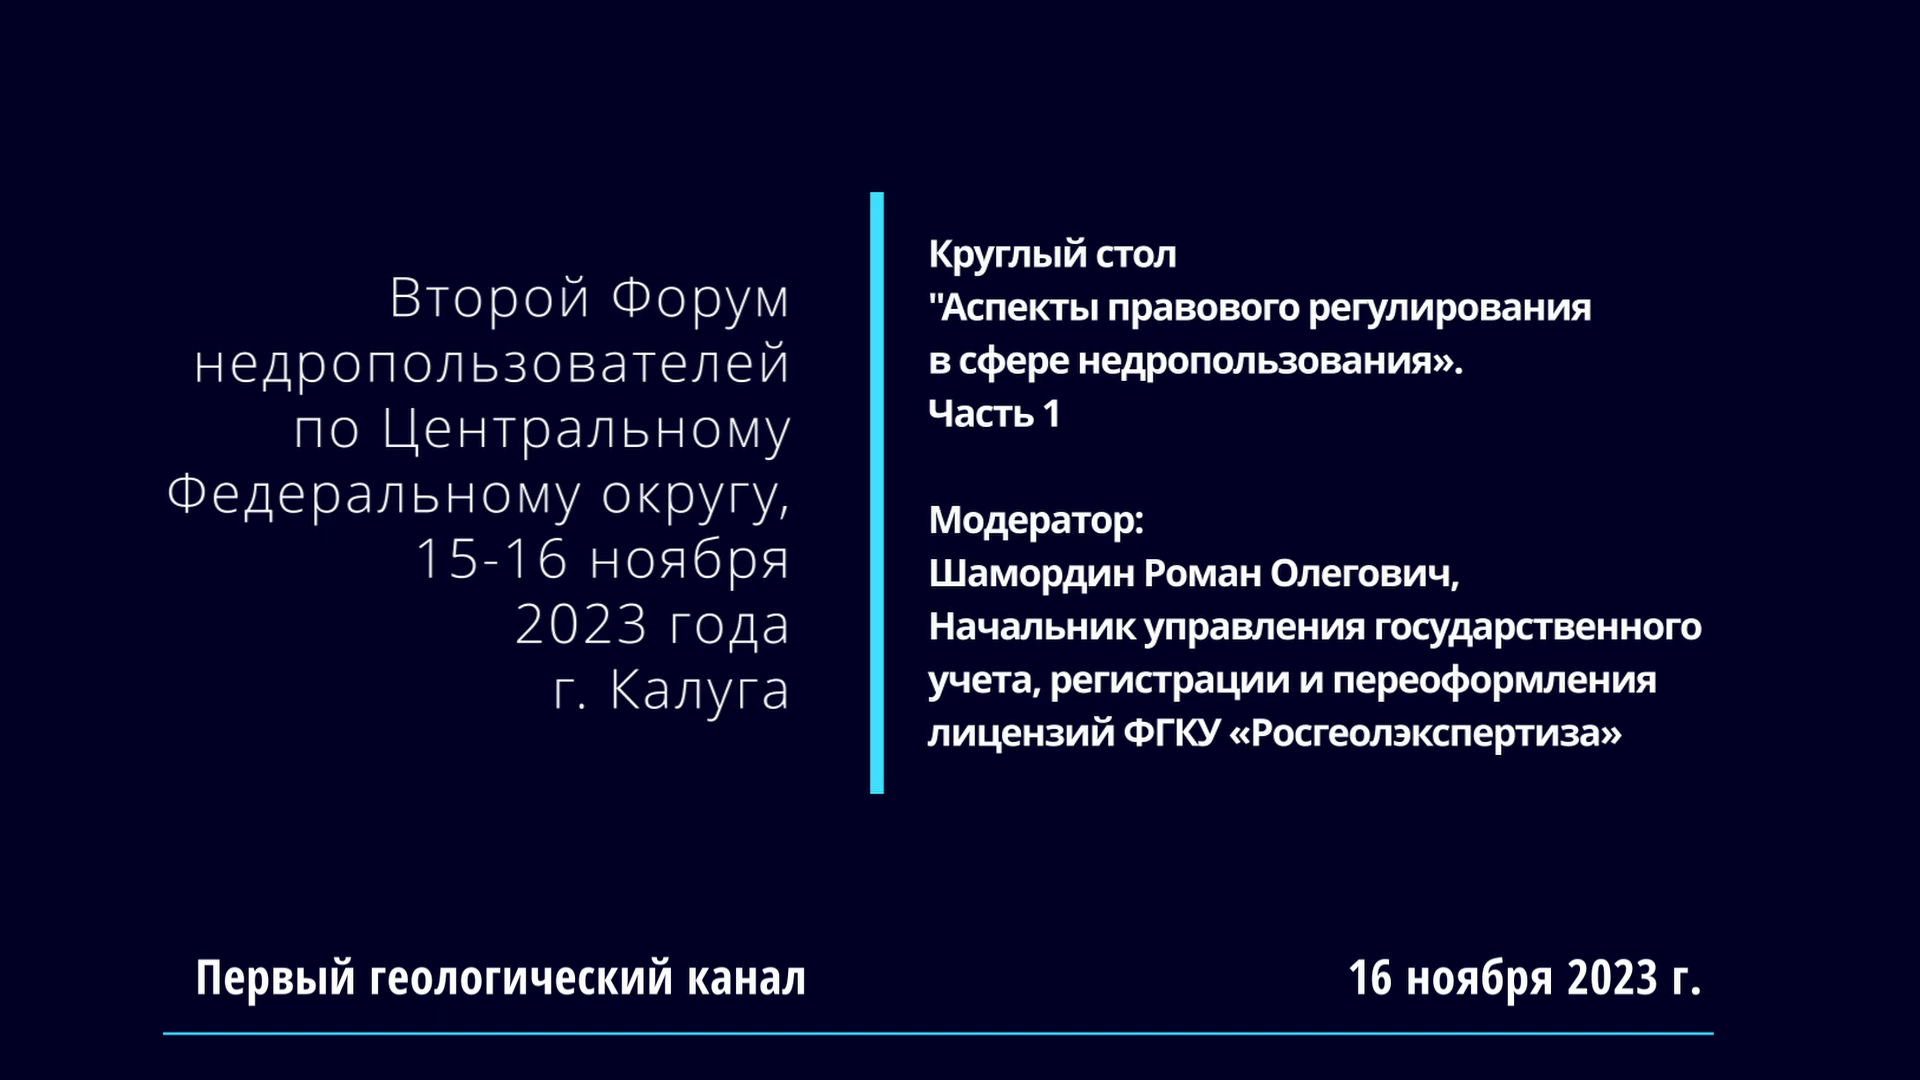 Второй Форум
недропользователей
по Центральному
Федеральному округу,
15-16 ноября
2023 года
г. Калуга
Круглый стол
"Аспекты правового регулирования
в сфере недропользования».
Часть 1
Модератор:
Шамордин Роман Олегович,
Начальник управления государственного
учета, регистрации и переоформления
лицензий ФГКУ «Росгеолэкспертиза»
Первый геологический канал
16 ноября 2023 г.